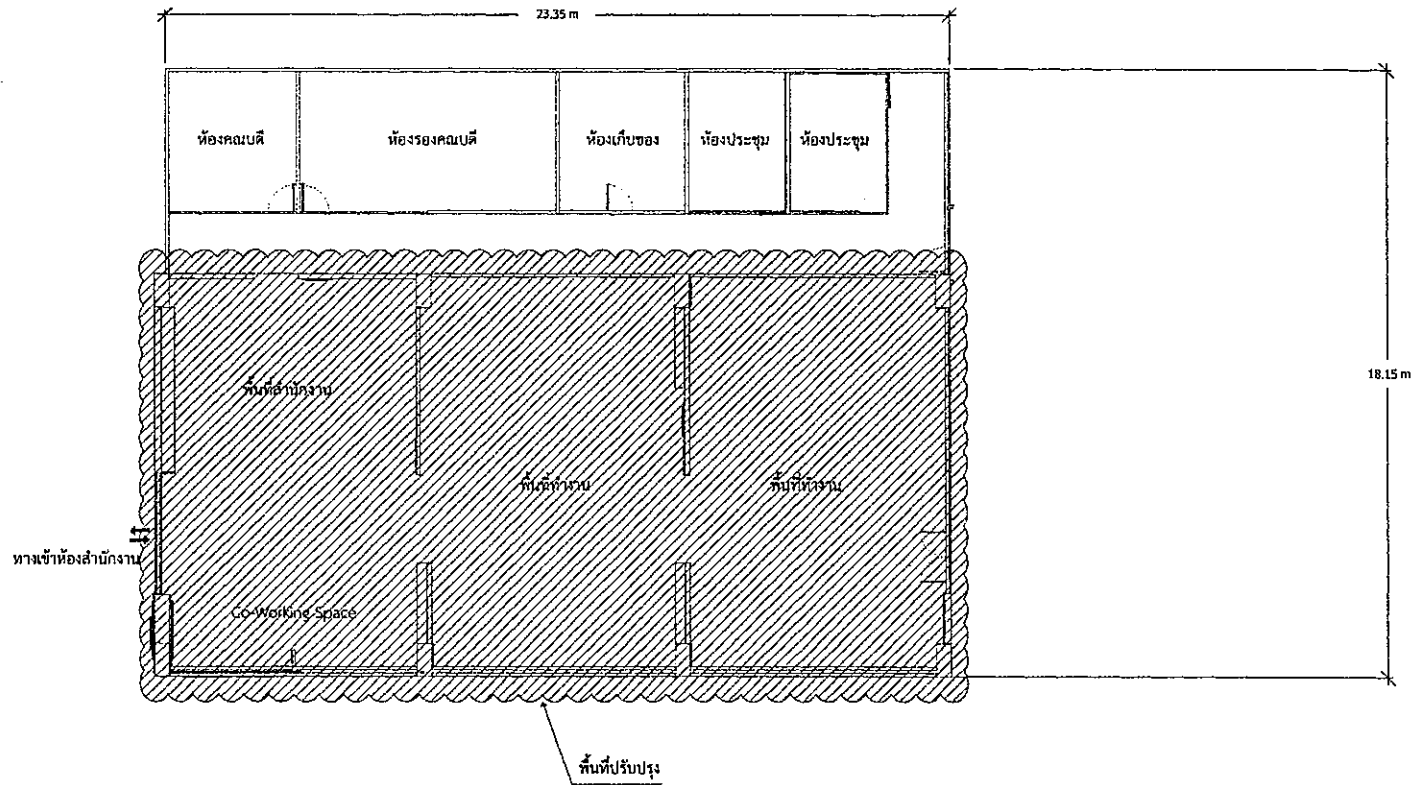 23.35 m
ห้องคณบดี
ห้องรองคณบดี
ห้องเก็บของ
ห้องประชุม
ห้องประชุม
18.15 m
พื้นที่สำนักงาน
พื้นที่ทำงาน
พื้นที่ทำงาน
ทางเข้าห้องสำนักงาน
Co-Working Space
พื้นที่ปรับปรุง